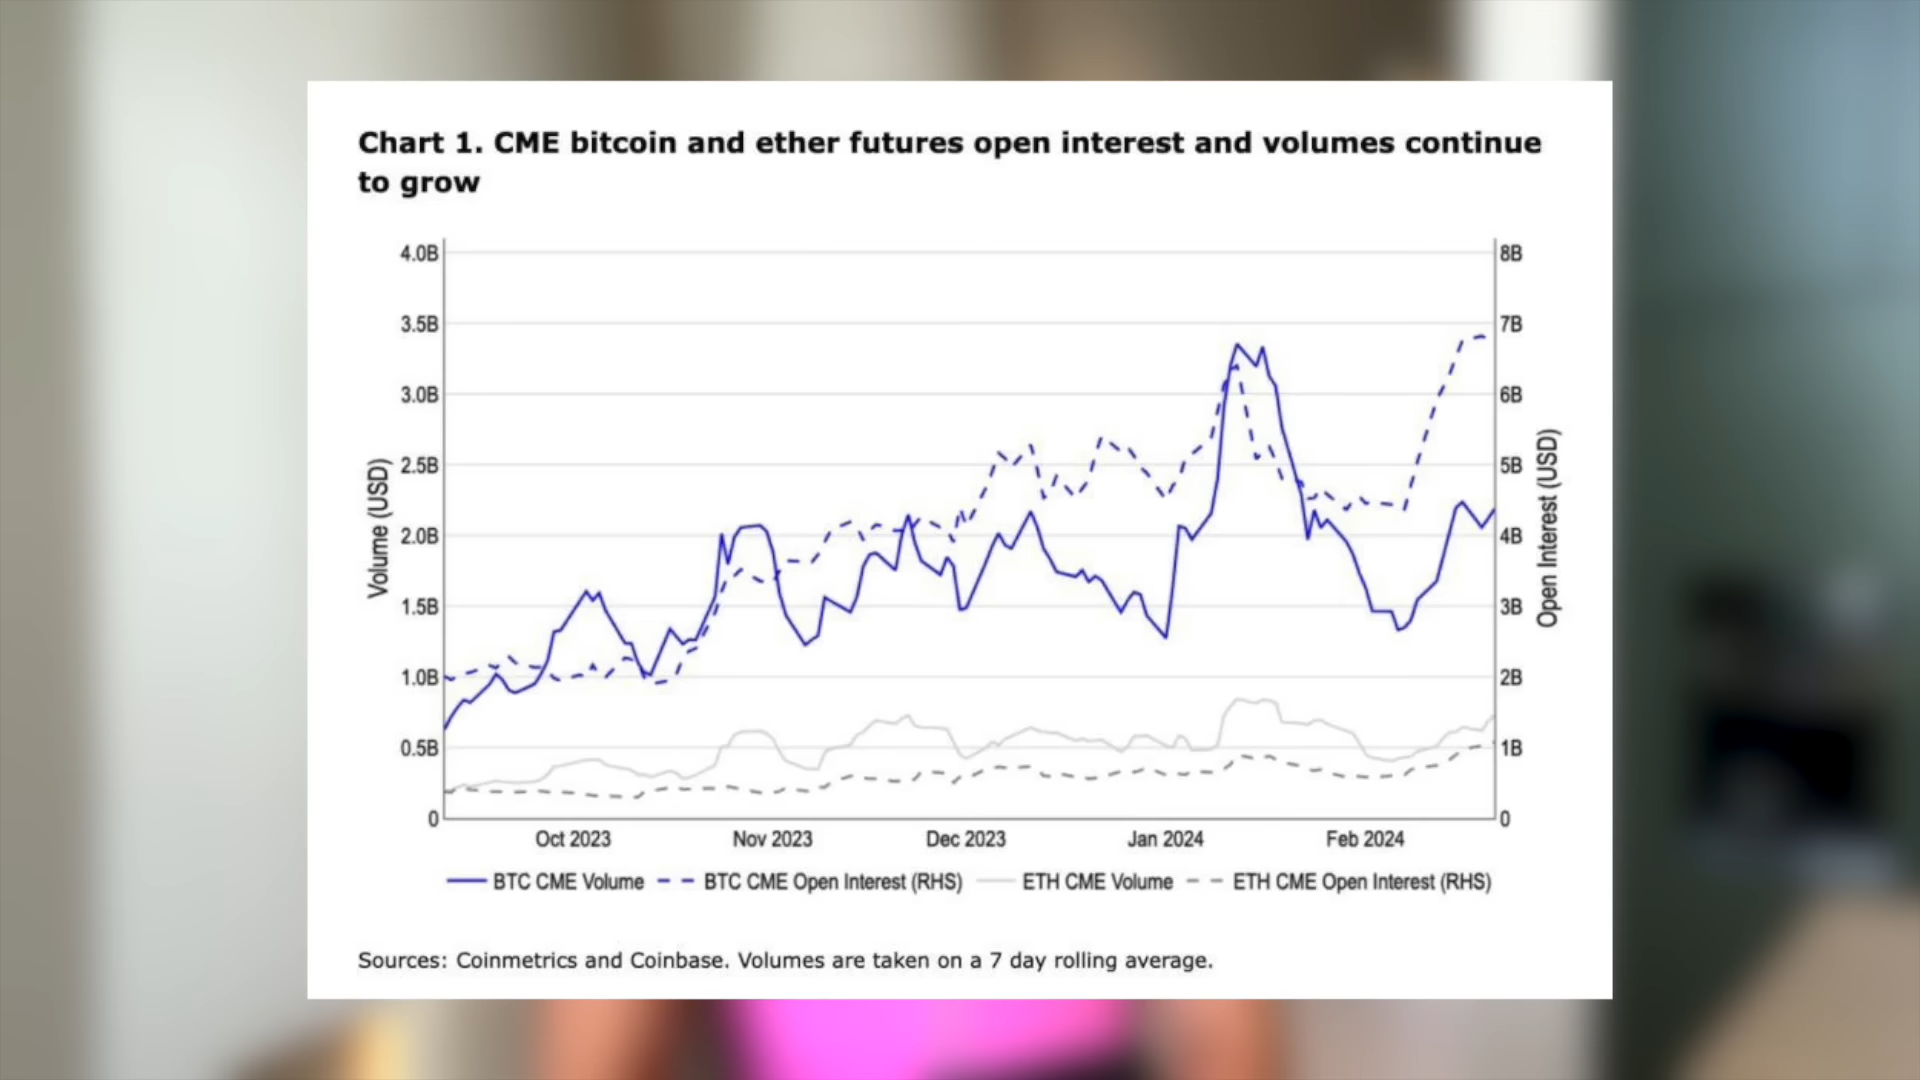 Chart 1. CME bitcoin and ether futures open interest and volumes continue
to grow
4.0B
3.5B
3.0B
2.5B
2.0B
1.5B
1.0B
0.5B
0
Volume (USD)
8B
7B
6B
5B
4B
3B
2B
1B
0
Open Interest (USD)
Oct 2023 Nov 2023 Dec 2023 Jan 2024 Feb 2024
BTC CME Volume BTC CME Open Interest (RHS) ETH CME Volume ETH CME Open Interest (RHS)
Sources: Coinmetrics and Coinbase. Volumes are taken on a 7 day rolling average.